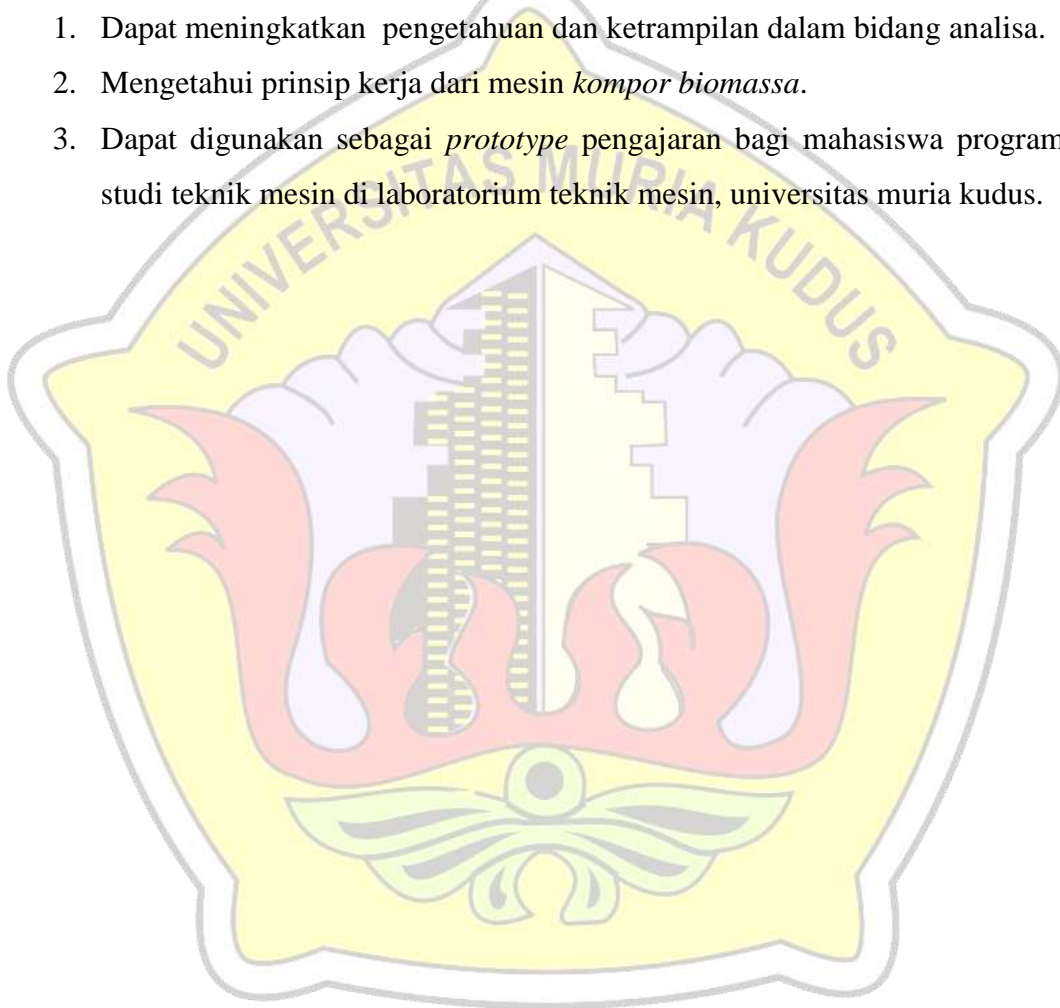 1. Dapat meningkatkan pengetahuan dan ketrampilan dalam bidang analisa.
2. Mengetahui prinsip kerja dari mesin kompor biomassa.
3. Dapat digunakan sebagai prototype pengajaran bagi mahasiswa program
studi teknik mesin di laboratorium teknik mesin, universitas muria kudus.
UNIVERSITAS MURIA KUDUS